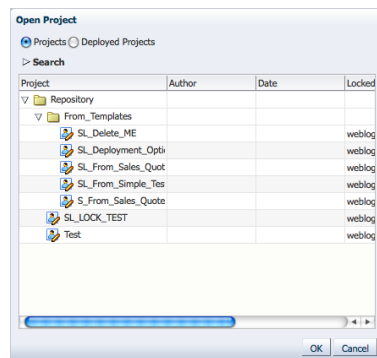 Open Project
Projects Deployed Projects
Search
Project Author Date Locked
Repository
From_Templates
SL_Delete_ME weblog
SL_Deployment_Opti weblog
SL_From_Sales_Quot weblog
SL_From_Simple_Tes weblog
S_From_Sales_Quote weblog
SL_LOCK_TEST weblog
Test weblog
OK Cancel